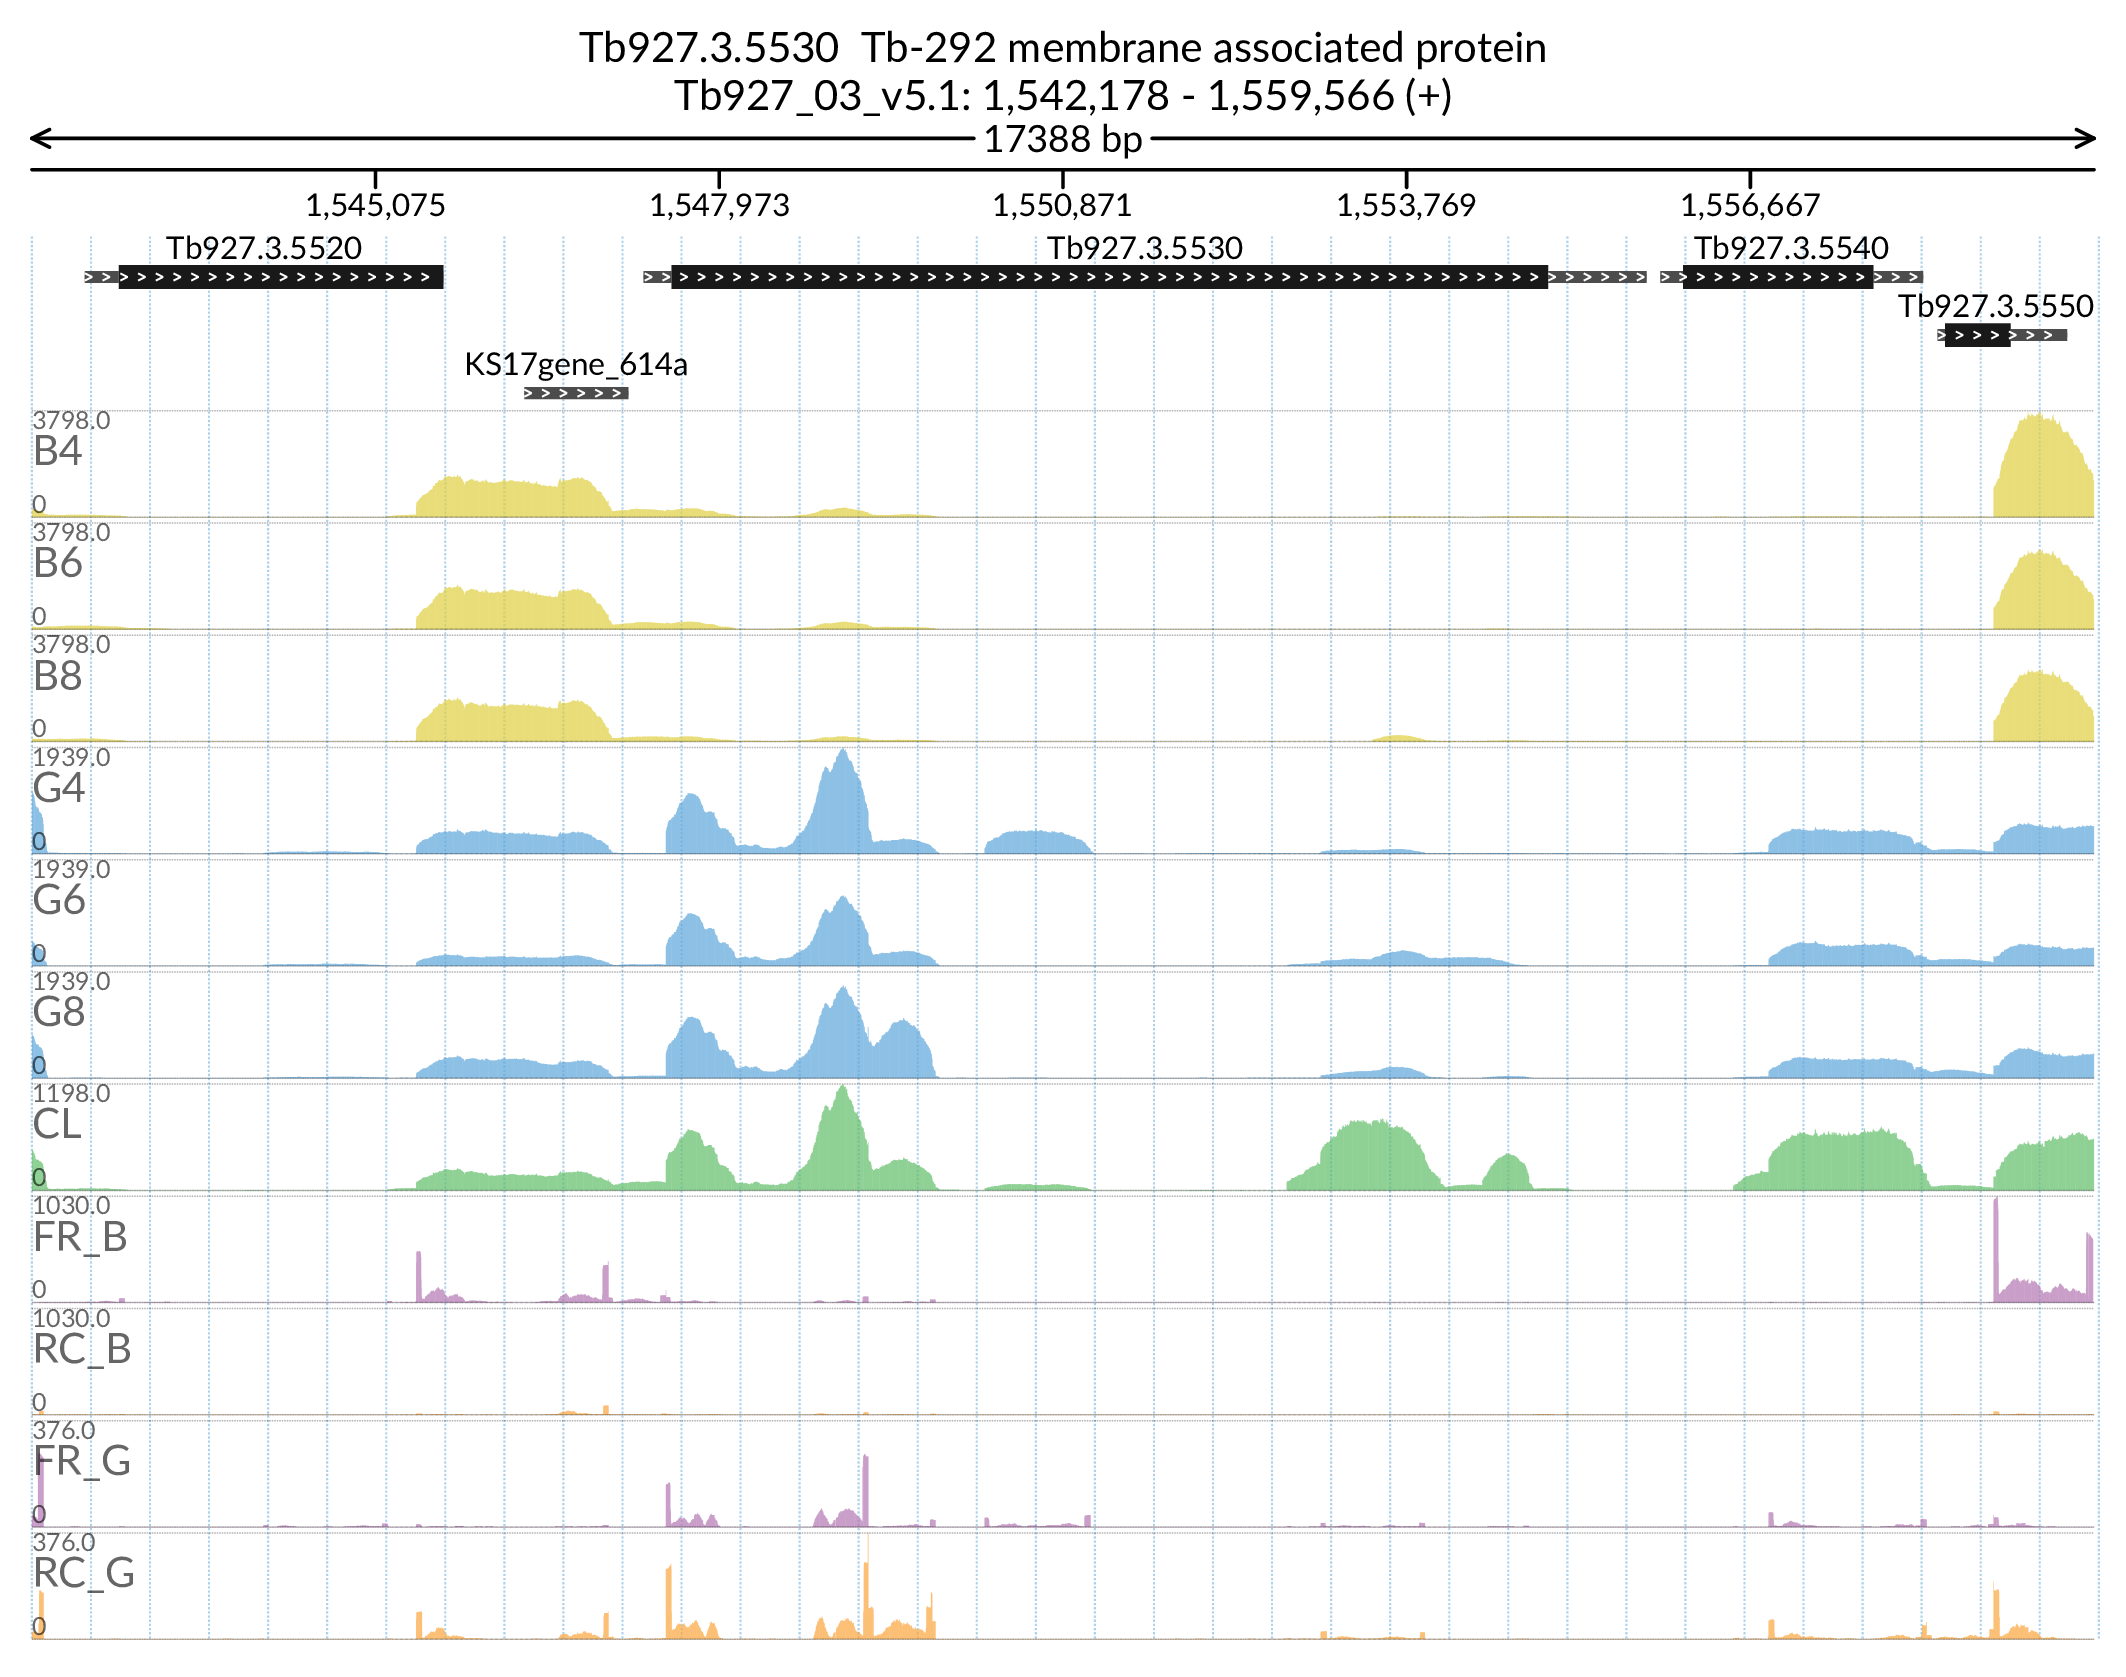 Tb927.3.5530  Tb-292 membrane associated protein
Tb927_03_v5.1: 1,542,178 - 1,559,566 (+)
17388 bp
1,545,075 1,547,973 1,550,871 1,553,769 1,556,667
Tb927.3.5520 Tb927.3.5530 Tb927.3.5540
Tb927.3.5550
KS17gene_614a
3798.0
B4
0
3798.0
B6
0
3798.0
B8
0
1939.0
G4
0
1939.0
G6
0
1939.0
G8
0
1198.0
CL
0
1030.0
FR_B
0
1030.0
RC_B
0
376.0
FR_G
0
376.0
RC_G
0